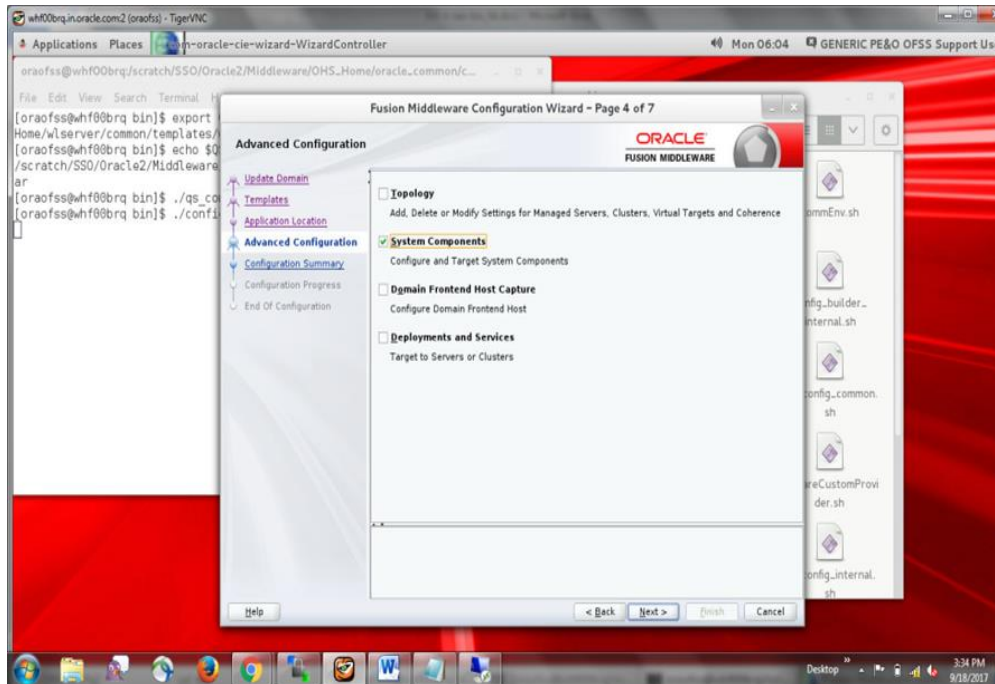 whf00brq.in.oracle.com:2 (oraofss) - TigerVNC
Applications Places -oracle-cie-wizard-WizardController Mon 06:04 GENERIC PE&O OFSS Support Us
oraofss@whf00brq:/scratch/SSO/Oracle2/Middleware/OHS_Home/oracle_common/c...
File Edit View Search Terminal H
[oraofss@whf00brq bin]$ export
Home/wlserver/common/templates/
[oraofss@whf00brq bin]$ echo $Q
/scratch/SSO/Oracle2/Middleware
ar
[oraofss@whf00brq bin]$ ./qs_co
[oraofss@whf00brq bin]$ ./confi
Fusion Middleware Configuration Wizard - Page 4 of 7
Advanced Configuration
ORACLE
FUSION MIDDLEWARE
Update Domain
Templates
Application Location
Advanced Configuration
Configuration Summary
Configuration Progress
End Of Configuration
Topology
Add, Delete or Modify Settings for Managed Servers, Clusters, Virtual Targets and Coherence
System Components
Configure and Target System Components
Domain Frontend Host Capture
Configure Domain Frontend Host
Deployments and Services
Target to Servers or Clusters
Help < Back Next > Finish Cancel
ommEnv.sh
nfig_builder_
internal.sh
config_common.
sh
reCustomProvi
der.sh
config_internal.
sh
Desktop
3:34 PM
9/18/2017